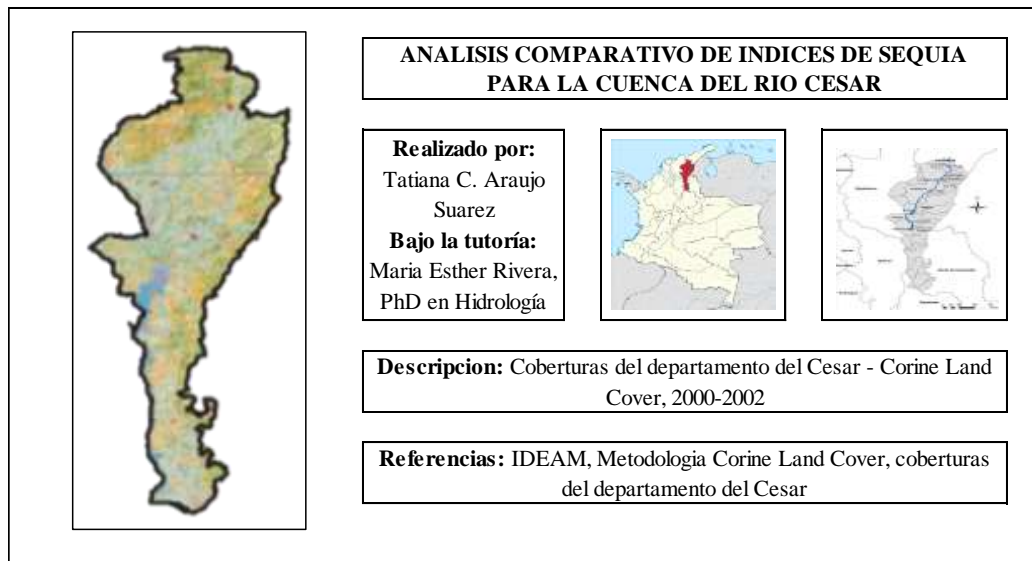 ANALISIS COMPARATIVO DE INDICES DE SEQUIA
PARA LA CUENCA DEL RIO CESAR
Realizado por:
Tatiana C. Araujo
Suarez
Bajo la tutoría:
Maria Esther Rivera,
PhD en Hidrología
Descripcion: Coberturas del departamento del Cesar - Corine Land
Cover, 2000-2002
Referencias: IDEAM, Metodologia Corine Land Cover, coberturas
del departamento del Cesar